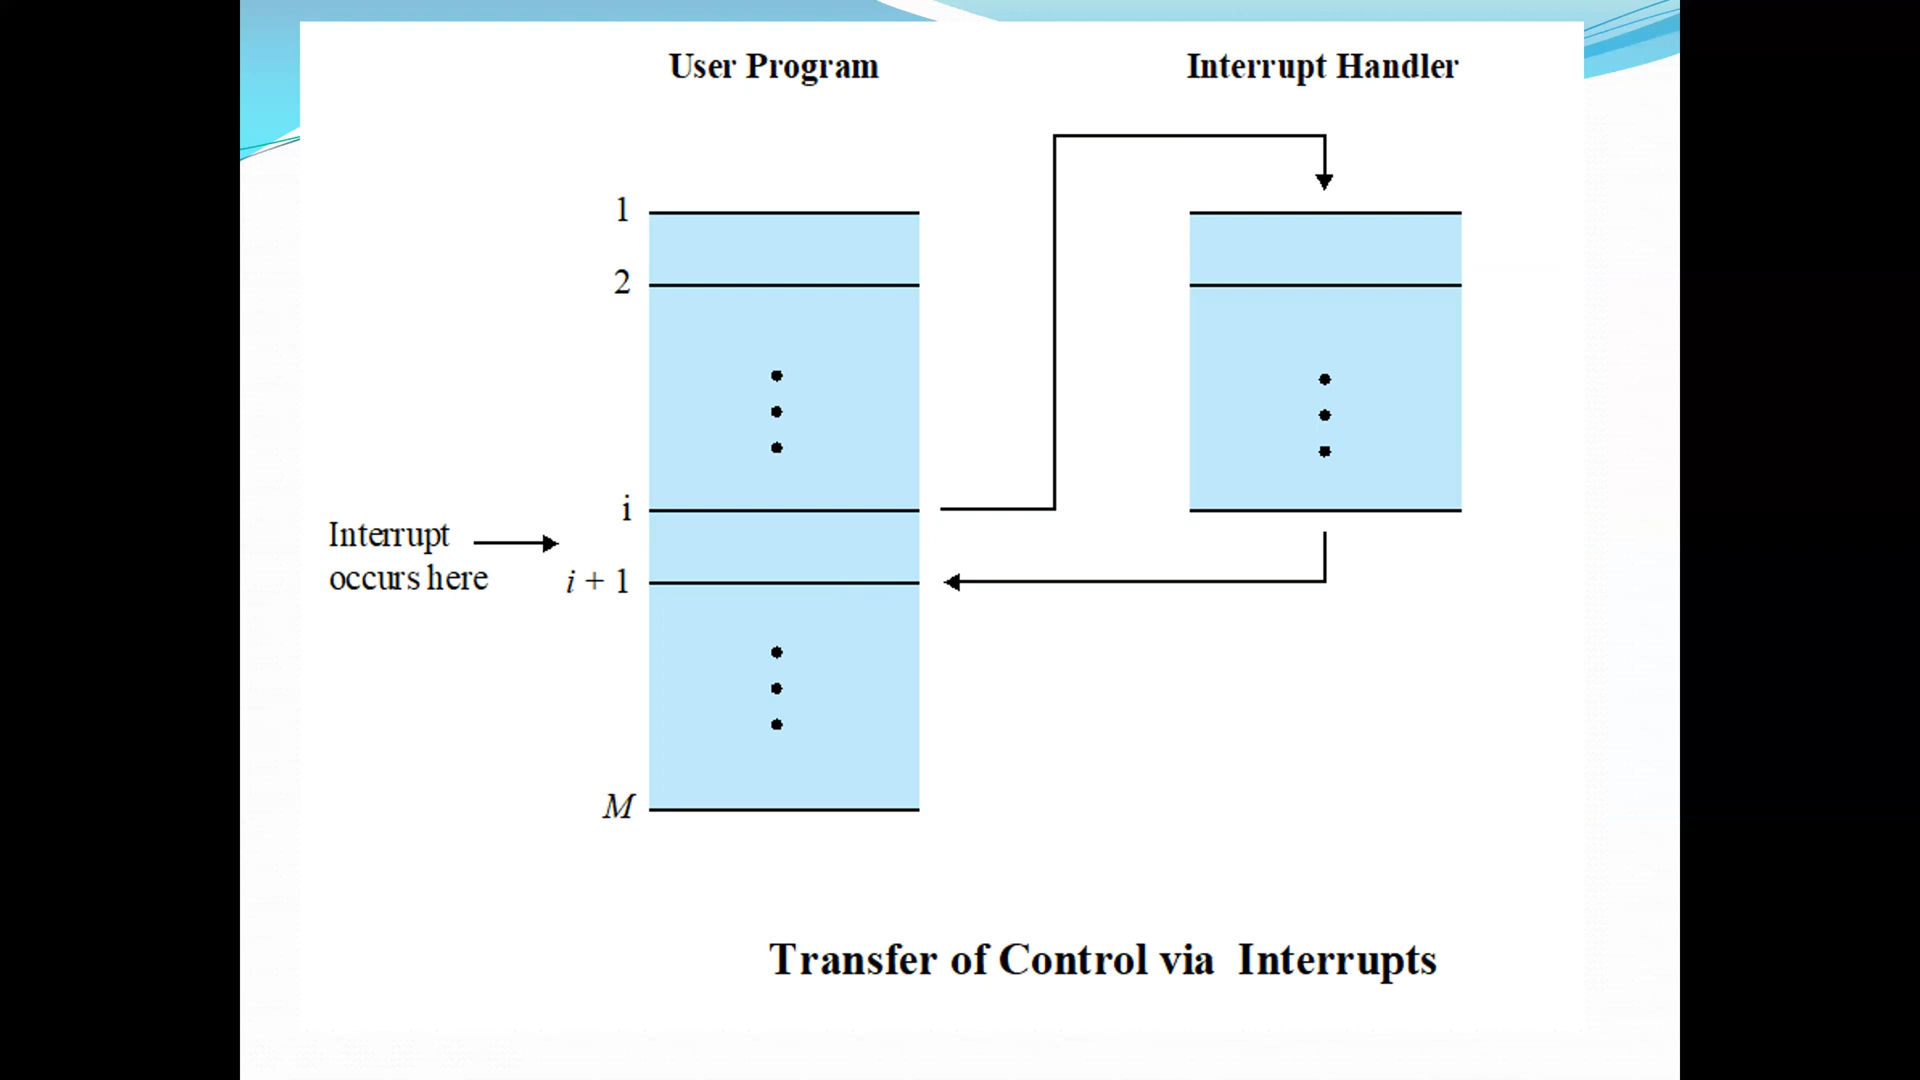 User Program
Interrupt Handler
1
2
i
Interrupt
occurs here
i + 1
M
Transfer of Control via Interrupts